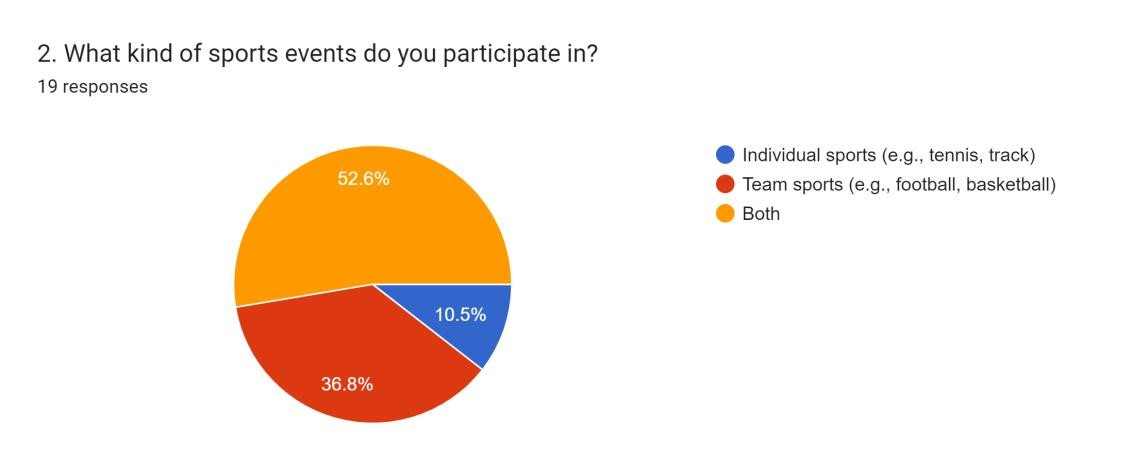 2. What kind of sports events do you participate in?
19 responses
52.6%
10.5%
36.8%
Individual sports (e.g., tennis, track)
Team sports (e.g., football, basketball)
Both